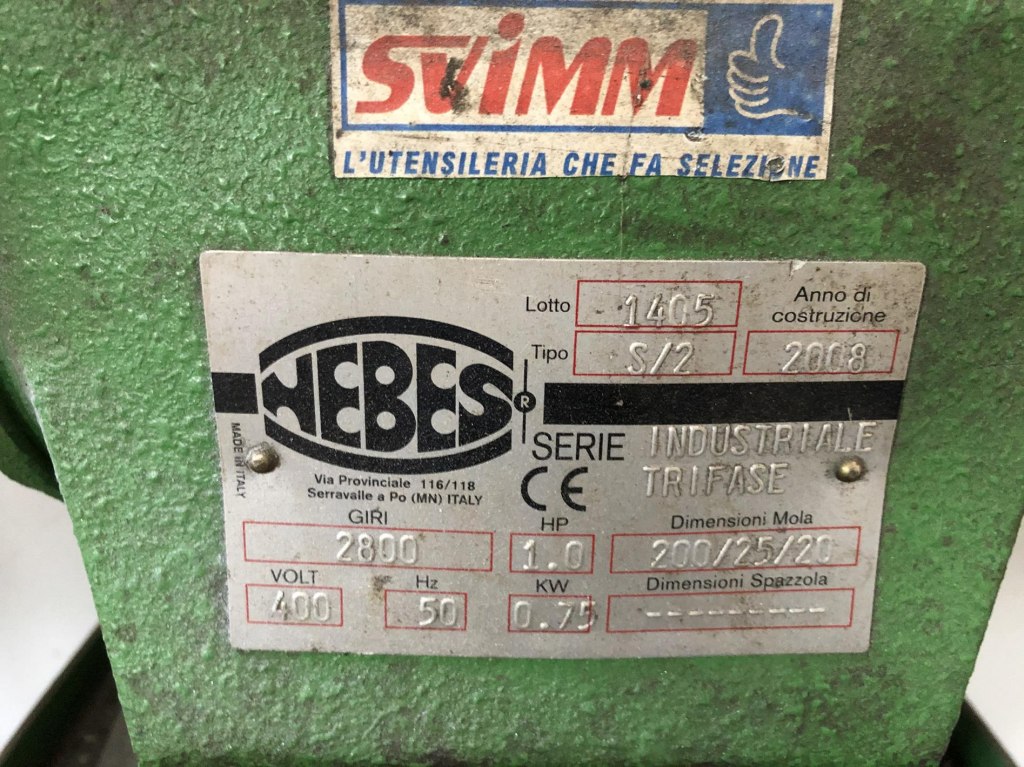 SVIMM
L'UTENSILERIA CHE FA SELEZIONE
Lotto 1405
Anno di
costruzione
Tipo S/2 2008
HEBES
R
SERIE INDUSTRIALE
TRIFASE
CE
MADE IN ITALY
Via Provinciale 116/118
Serravalle a Po (MN) ITALY
GIRI HP Dimensioni Mola
2800 1.0 200/25/20
VOLT Hz KW Dimensioni Spazzola
400 50 0.75 ---------